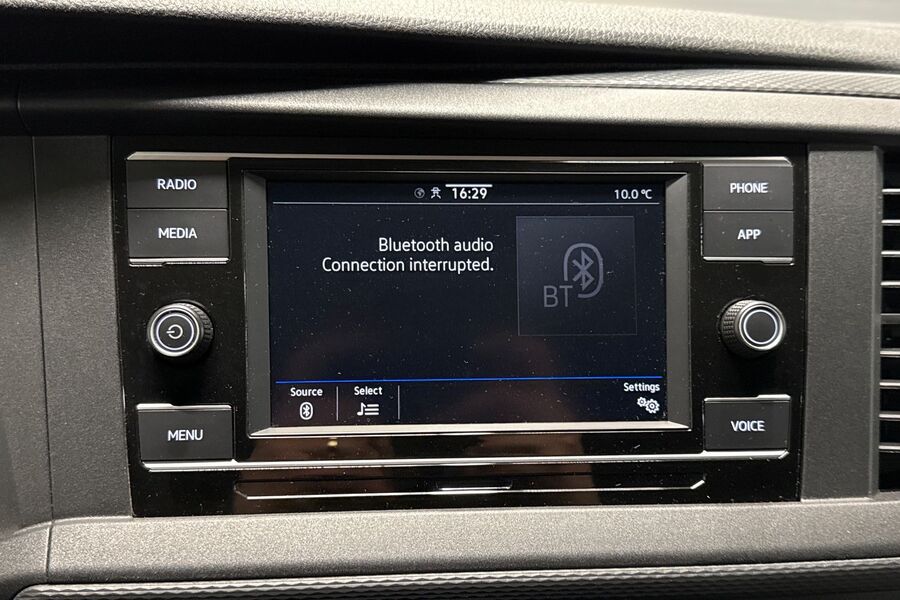 RADIO
MEDIA
MENU
16:29
10.0 °C
Bluetooth audio
Connection interrupted.
BT
Source
Select
Settings
PHONE
APP
VOICE